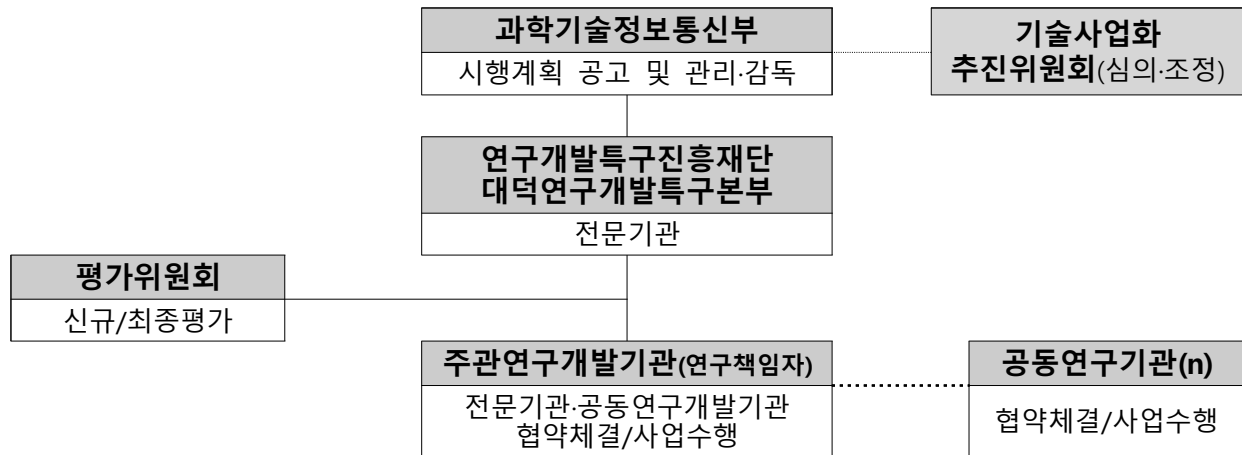 과학기술정보통신부
시행계획 공고 및 관리·감독
기술사업화
추진위원회(심의·조정)
연구개발특구진흥재단
대덕연구개발특구본부
전문기관
평가위원회
신규/최종평가
주관연구개발기관(연구책임자)
전문기관·공동연구개발기관
협약체결/사업수행
공동연구기관(n)
협약체결/사업수행